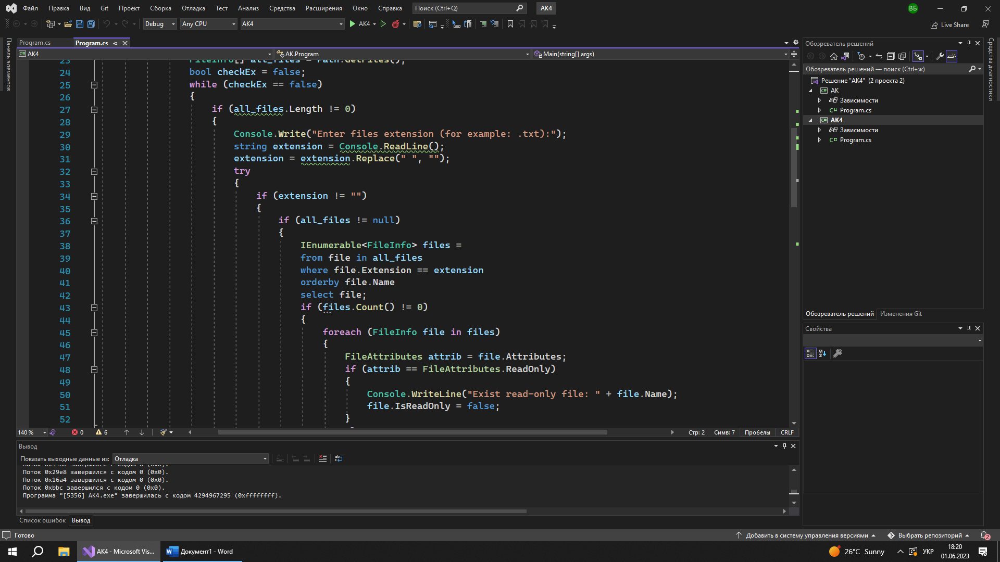 Файл Правка Вид Git Проект Сборка Отладка Тест Анализ Средства Расширения Окно Справка Поиск (Ctrl+Q) AK4 ВБ
Debug Any CPU AK4 AK4 Live Share
Панель элементов
Program.cs Program.cs
AK4 AK.Program Main(string[] args)
23 FileInfo[] all_files = Path.GetFiles();
24 bool checkEx = false;
25 while (checkEx == false)
26 {
27 if (all_files.Length != 0)
28 {
29 Console.Write("Enter files extension (for example: .txt):");
30 string extension = Console.ReadLine();
31 extension = extension.Replace(" ", "");
32 try
33 {
34 if (extension != "")
35 {
36 if (all_files != null)
37 {
38 IEnumerable<FileInfo> files =
39 from file in all_files
40 where file.Extension == extension
41 orderby file.Name
42 select file;
43 if (files.Count() != 0)
44 {
45 foreach (FileInfo file in files)
46 {
47 FileAttributes attrib = file.Attributes;
48 if (attrib == FileAttributes.ReadOnly)
49 {
50 Console.WriteLine("Exist read-only file: " + file.Name);
51 file.IsReadOnly = false;
52 }
140 % 0 6 Стр: 2 Симв: 7 Пробелы CRLF
Вывод
Показать выходные данные из: Отладка
Поток 0x29e8 завершился с кодом 0 (0x0).
Поток 0x16a4 завершился с кодом 0 (0x0).
Поток 0xbbc завершился с кодом 0 (0x0).
Программа "[5356] AK4.exe" завершилась с кодом 4294967295 (0xffffffff).
Список ошибок Вывод
Обозреватель решений
Обозреватель решений — поиск (Ctrl+ж)
Решение "AK4" (2 проекта 2)
AK
Зависимости
C# Program.cs
AK4
Зависимости
C# Program.cs
Обозреватель решений Изменения Git
Свойства
Средства диагностики
Готово Добавить в систему управления версиями Выбрать репозиторий 2
AK4 - Microsoft Vis... Документ1 - Word 26°C Sunny УКР 18:20
01.06.2023